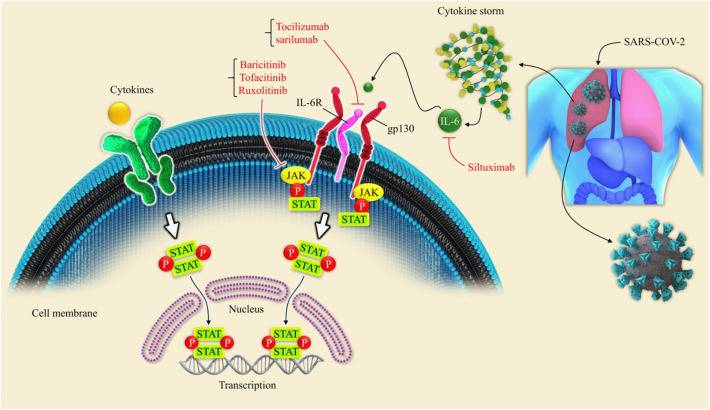 Cytokine storm
Tocilizumab
sarilumab
SARS-COV-2
Baricitinib
Tofacitinib
Ruxolitinib
Cytokines
IL-6R
IL-6
gp130
Siltuximab
JAK
P
STAT
JAK
P
STAT
STAT
P
P
STAT
STAT
P
P
STAT
Cell membrane
Nucleus
STAT
P
P
STAT
STAT
P
P
STAT
Transcription